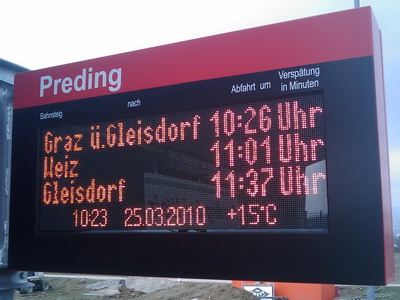 Preding
Bahnsteig nach Abfahrt um Verspätung in Minuten
Graz ü.Gleisdorf 10:26 Uhr
Weiz 11:01 Uhr
Gleisdorf 11:37 Uhr
10:23 25.03.2010 +15°C